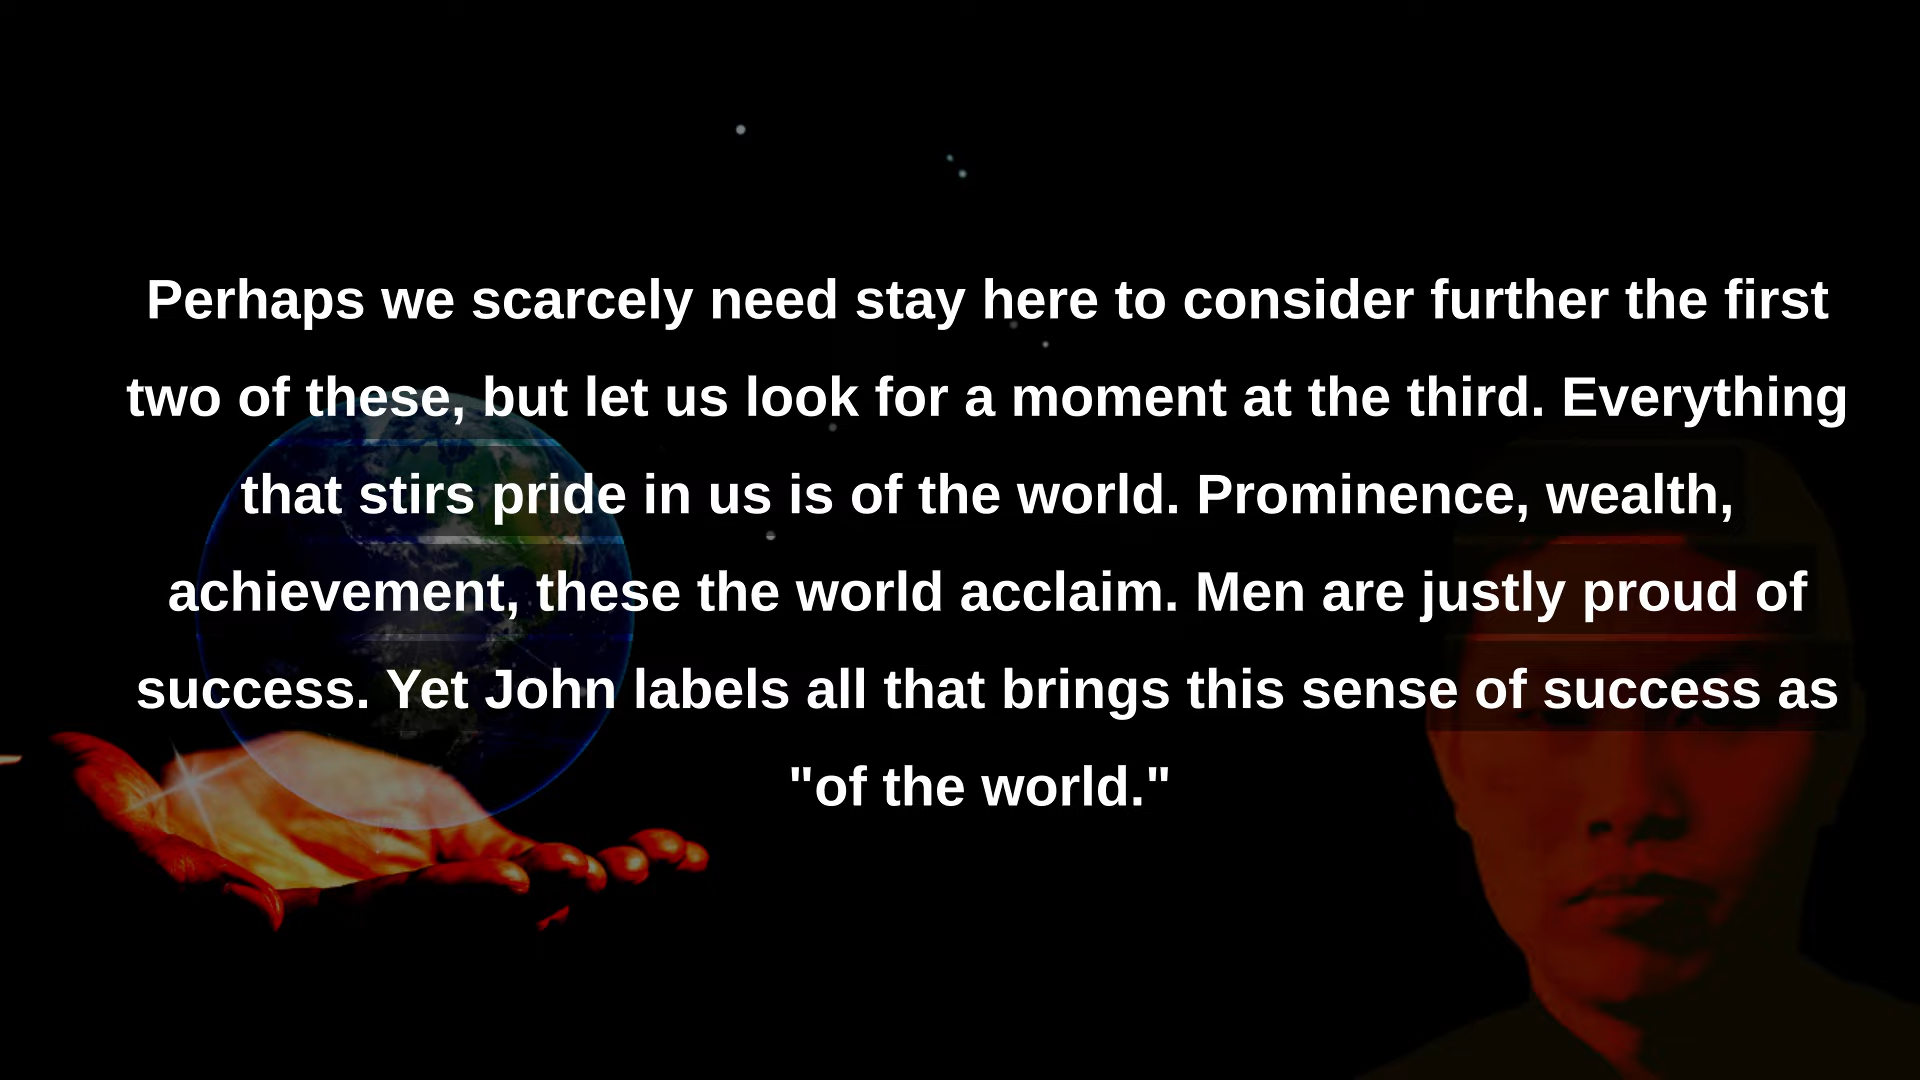 Perhaps we scarcely need stay here to consider further the first
two of these, but let us look for a moment at the third. Everything
that stirs pride in us is of the world. Prominence, wealth,
achievement, these the world acclaim. Men are justly proud of
success. Yet John labels all that brings this sense of success as
"of the world."